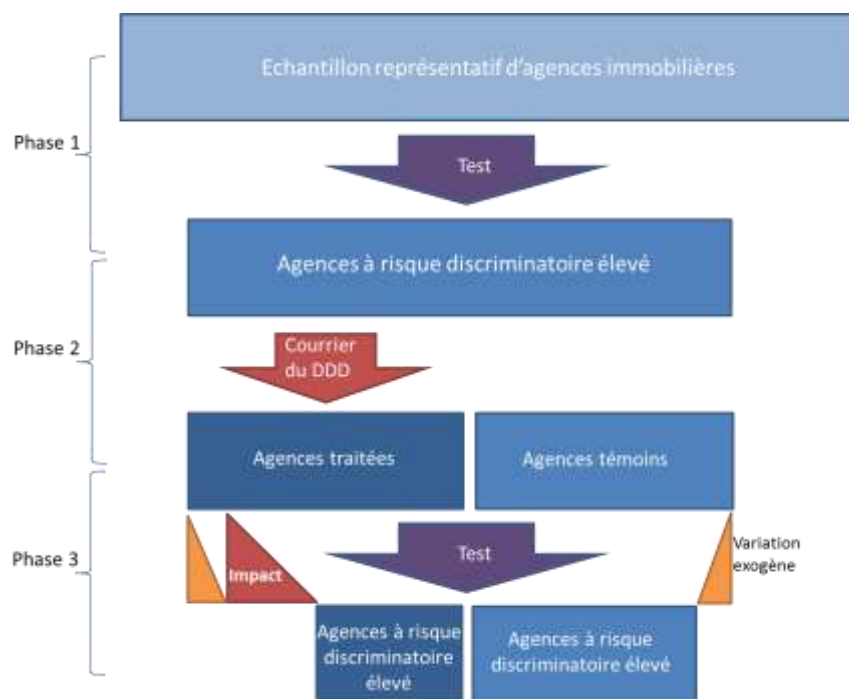 Echantillon représentatif d'agences immobilières
Phase 1
Test
Agences à risque discriminatoire élevé
Phase 2
Courrier
du DDD
Agences traitées
Agences témoins
Phase 3
Test
Variation
exogène
Impact
Agences à risque
discriminatoire
élevé
Agences à risque
discriminatoire élevé